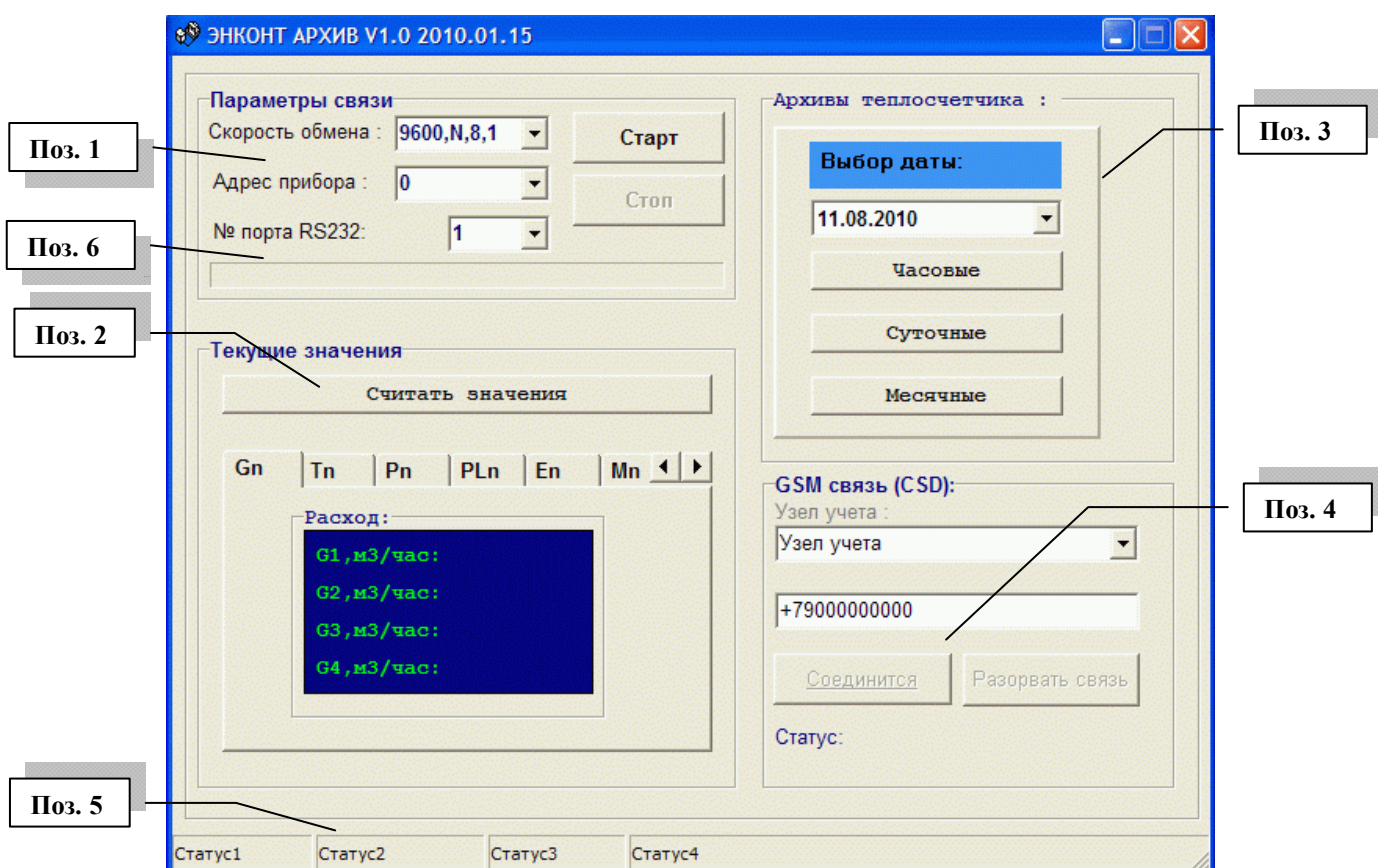 ЭНКОНТ АРХИВ V1.0 2010.01.15
Поз. 1
Поз. 6
Поз. 2
Поз. 5
Параметры связи
Скорость обмена : 9600,N,8,1
Адрес прибора : 0
№ порта RS232: 1
Старт
Стоп
Текущие значения
Считать значения
Gn Tn Pn PLn En Mn
Расход:
G1,м3/час:
G2,м3/час:
G3,м3/час:
G4,м3/час:
Архивы теплосчетчика :
Выбор даты:
11.08.2010
Часовые
Суточные
Месячные
Поз. 3
GSM связь (CSD):
Узел учета :
Узел учета
+79000000000
Соединится Разорвать связь
Статус:
Поз. 4
Статус1 Статус2 Статус3 Статус4